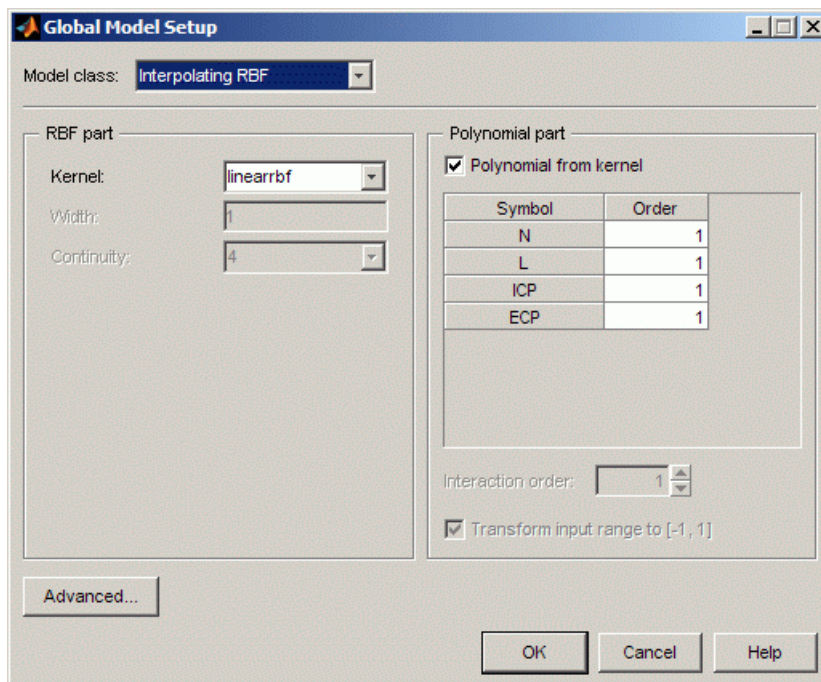 Global Model Setup
Model class: Interpolating RBF
RBF part
Kernel: linearrbf
Width: 1
Continuity: 4
Polynomial part
Polynomial from kernel
Symbol Order
N 1
L 1
ICP 1
ECP 1
Interaction order: 1
Transform input range to [-1, 1]
Advanced...
OK Cancel Help